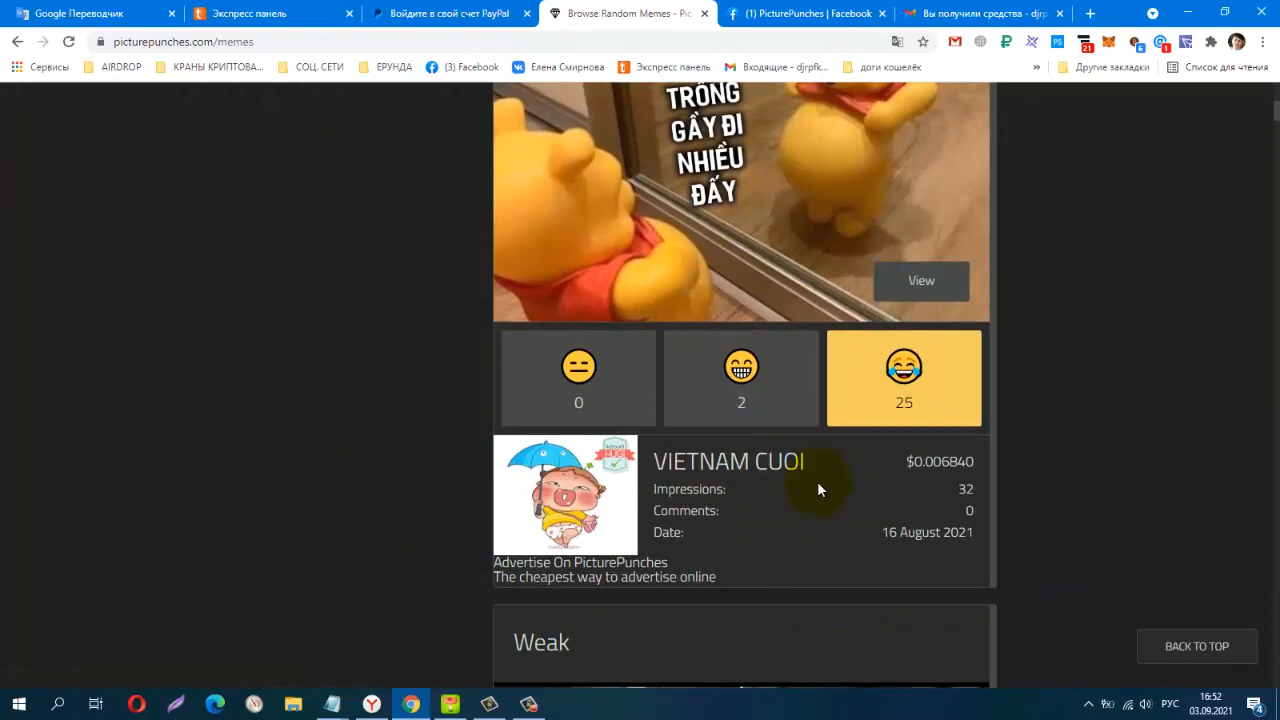 Google Переводчик
Экспресс панель
Войдите в свой счет PayPal
Browse Random Memes - Pic
(1) PicturePunches | Facebook
Вы получили средства - djrp
picturepunches.com/memes
21
6
1
Сервисы
AIRDROP
КРАНЫ КРИПТОВА...
СОЦ. СЕТИ
ЕРУНДА
(3) Facebook
Елена Смирнова
Экспресс панель
Входящие - djrpfk...
доги кошелёк
»
Другие закладки
Список для чтения
TRÔNG
GẦY ĐI
NHIỀU
ĐẤY
View
0
2
25
VIETNAM CUOI
$0.006840
Impressions:
32
Comments:
0
Date:
16 August 2021
Advertise On PicturePunches
The cheapest way to advertise online
Weak
BACK TO TOP
РУС
16:52
03.09.2021
4